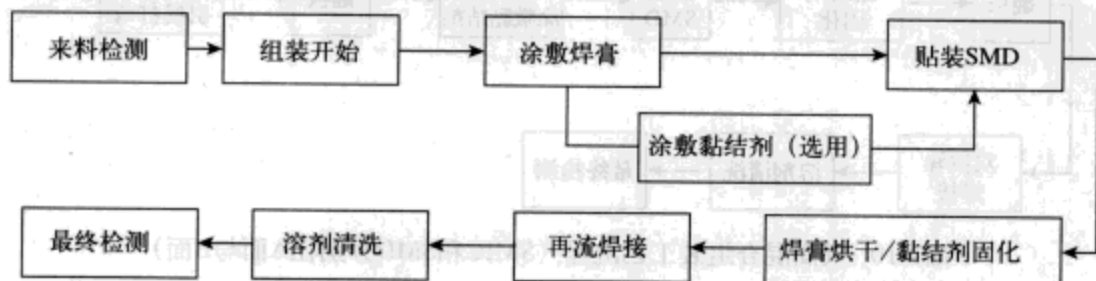 来料检测
组装开始
涂敷焊膏
贴装SMD
涂敷黏结剂（选用）
焊膏烘干/黏结剂固化
再流焊接
溶剂清洗
最终检测